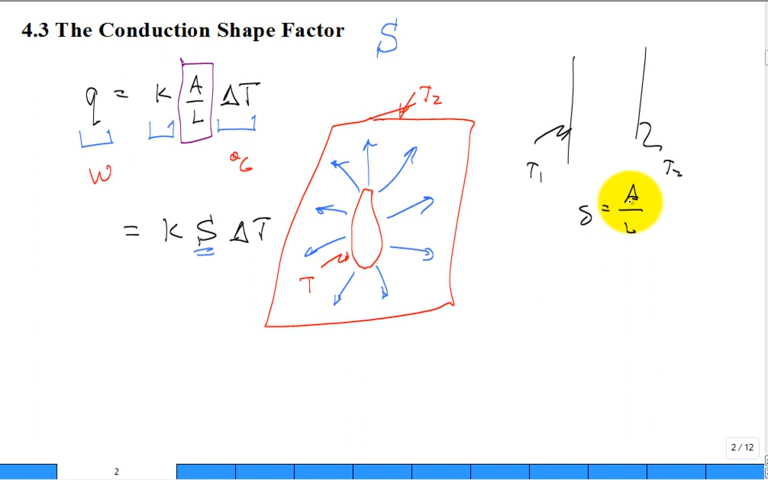 4.3 The Conduction Shape Factor S
q = K A/L ΔT
W °C
= K S ΔT
T2
T
T1
T2
S = A/L
2 / 12
2